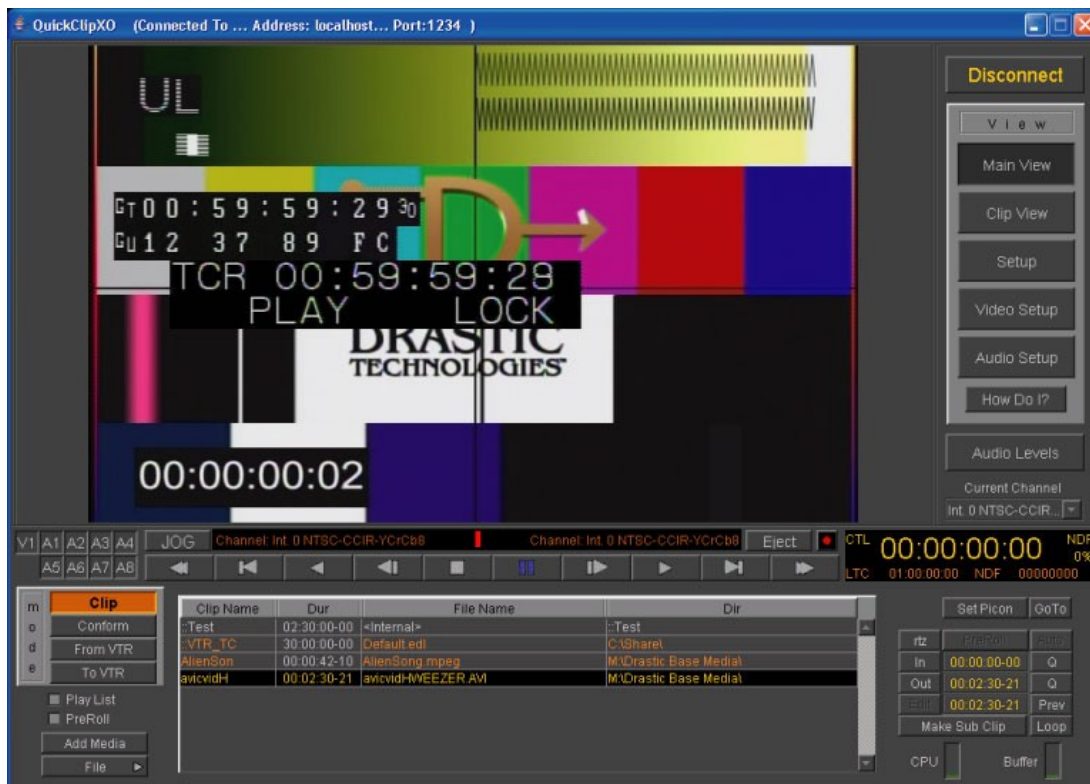 QuickClipXO (Connected To ... Address: localhost... Port:1234 )
UL
GT00:59:59:29 30
GU12 37 89 FC
D
TCR 00:59:59:28
PLAY LOCK
DRASTIC
TECHNOLOGIES
00:00:00:02
Disconnect
View
Main View
Clip View
Setup
Video Setup
Audio Setup
How Do I?
Audio Levels
Current Channel
Int. 0 NTSC-CCIR...
V1 A1 A2 A3 A4
A5 A6 A7 A8
JOG
Channel: Int. 0 NTSC-CCIR-YCrCb8 Channel: Int. 0 NTSC-CCIR-YCrCb8
Eject
CTL 00:00:00:00 NDF
0%
LTC 01:00:00:00 NDF 00000000
mode
Clip
Conform
From VTR
To VTR
Play List
PreRoll
Add Media
File
Clip Name Dur File Name Dir
::Test 02:30:00-00 <Internal> ::Test
::VTR_TC 30:00:00-00 Default.edl C:\Share\
AlienSon 00:00:42-10 AlienSong.mpeg M:\Drastic Base Media\
avicvidH 00:02:30-21 avicvidHWEEZER.AVI M:\Drastic Base Media\
Set Picon GoTo
rtz PreRoll
In 00:00:00-00 Q
Out 00:02:30-21 Q
Edit 00:02:30-21 Prev
Make Sub Clip Loop
CPU Buffer